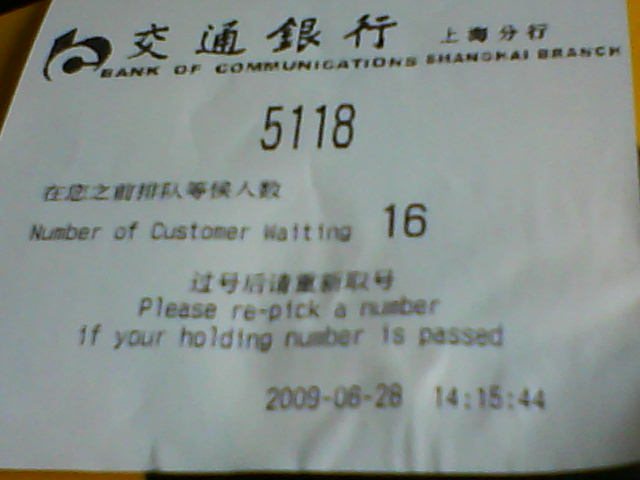 交通銀行 上海分行
BANK OF COMMUNICATIONS SHANGHAI BRANCH
5118
在您之前排队等候人数
Number of Customer Waiting 16
过号后请重新取号
Please re-pick a number
if your holding number is passed
2009-06-28 14:15:44